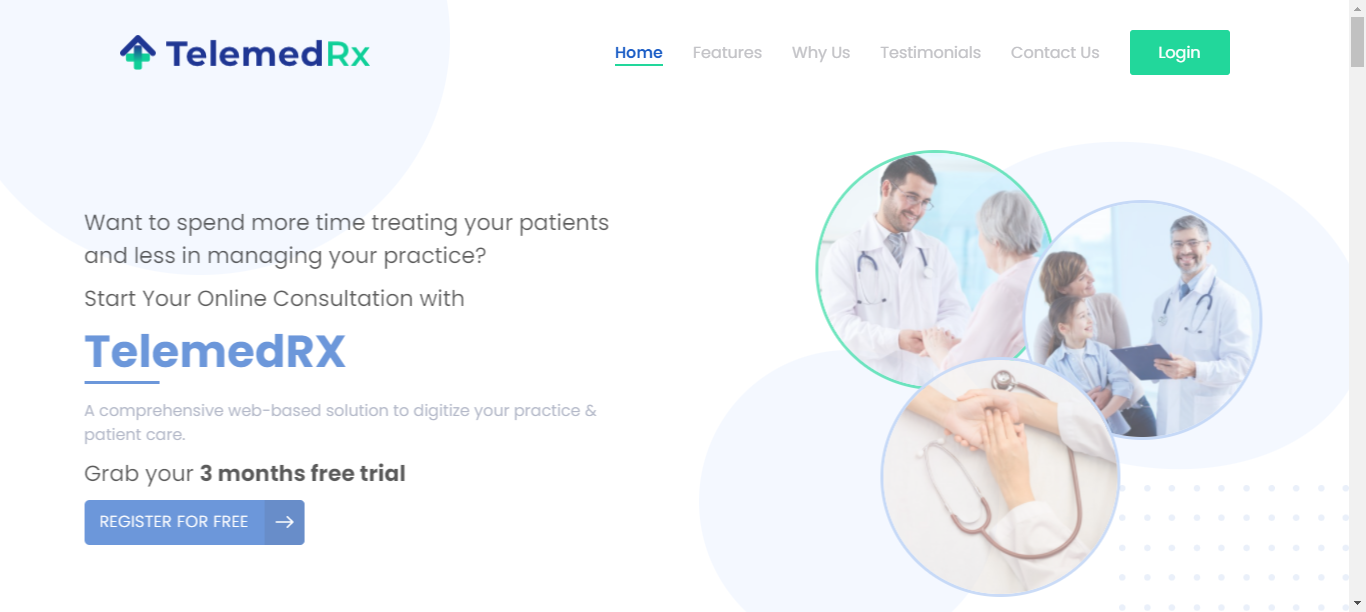 TelemedRx
Home
Features
Why Us
Testimonials
Contact Us
Login
Want to spend more time treating your patients
and less in managing your practice?
Start Your Online Consultation with
TelemedRX
A comprehensive web-based solution to digitize your practice &
patient care.
Grab your 3 months free trial
REGISTER FOR FREE